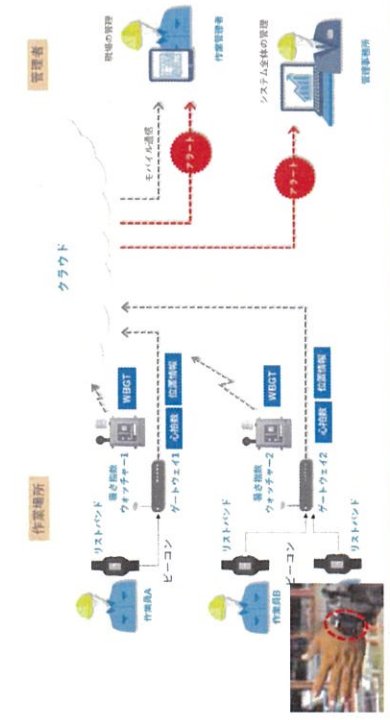 作業場所
管理者
クラウド
作業員A
リストバンド
ビーコン
暑さ指数
ウォッチャー1
ゲートウェイ1
WBGT
心拍数
位置情報
作業員B
リストバンド
リストバンド
ビーコン
暑さ指数
ウォッチャー2
ゲートウェイ2
WBGT
心拍数
位置情報
モバイル通信
アラート
アラート
現場の管理
作業管理者
システム全体の管理
管理事務所